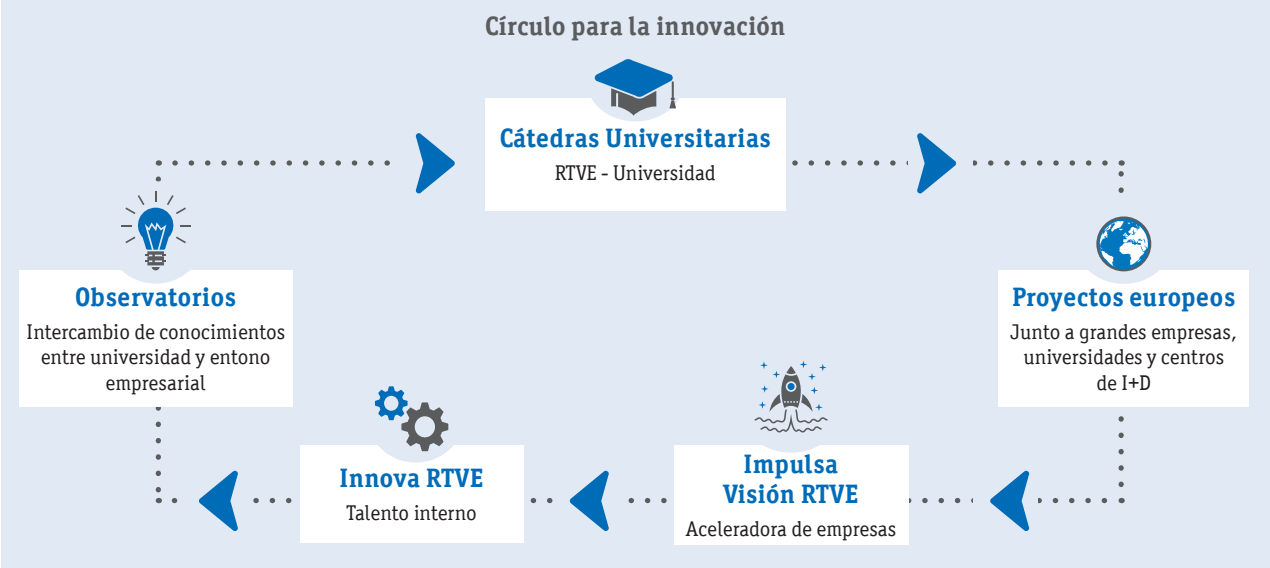 Círculo para la innovación
Cátedras Universitarias
RTVE - Universidad
Observatorios
Intercambio de conocimientos
entre universidad y entono
empresarial
Proyectos europeos
Junto a grandes empresas,
universidades y centros
de I+D
Innova RTVE
Talento interno
Impulsa
Visión RTVE
Aceleradora de empresas